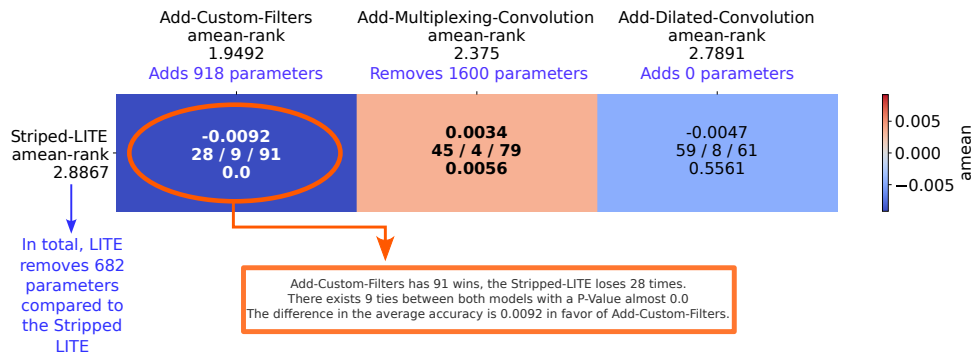 Add-Custom-Filters
amean-rank
1.9492
Adds 918 parameters
Add-Multiplexing-Convolution
amean-rank
2.375
Removes 1600 parameters
Add-Dilated-Convolution
amean-rank
2.7891
Adds 0 parameters
Striped-LITE
amean-rank
2.8867
-0.0092
28 / 9 / 91
0.0
0.0034
45 / 4 / 79
0.0056
-0.0047
59 / 8 / 61
0.5561
0.005
0.000
−0.005
amean
In total, LITE
removes 682
parameters
compared to
the Stripped
LITE
Add-Custom-Filters has 91 wins, the Stripped-LITE loses 28 times.
There exists 9 ties between both models with a P-Value almost 0.0
The difference in the average accuracy is 0.0092 in favor of Add-Custom-Filters.